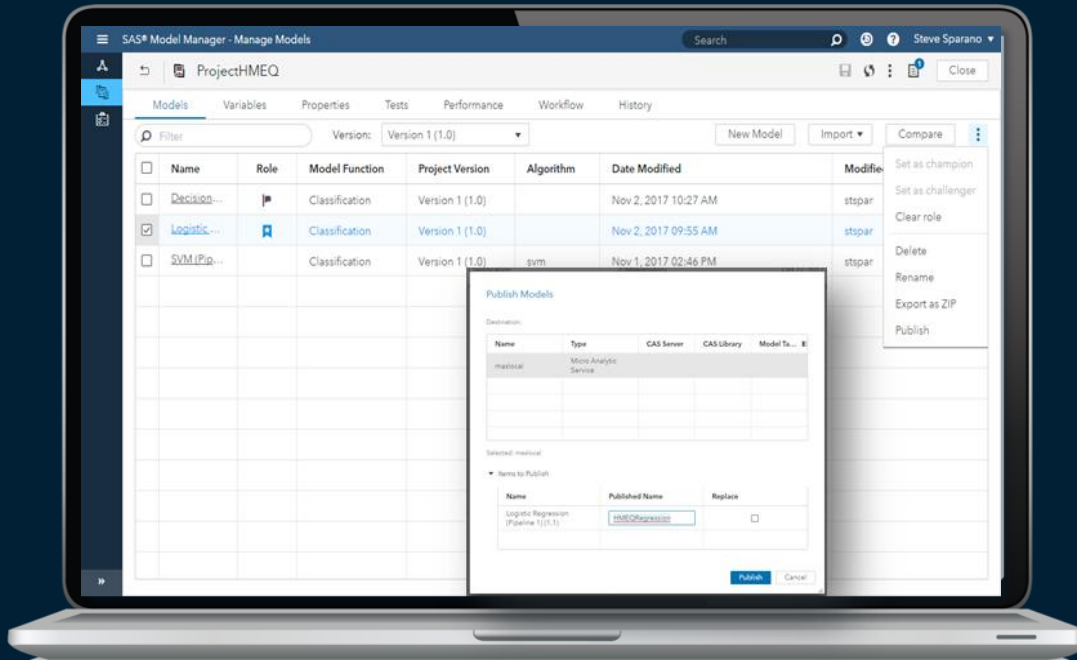 SAS® Model Manager - Manage Models
Search
Steve Sparano
ProjectHMEQ
Close
Models Variables Properties Tests Performance Workflow History
Filter
Version: Version 1 (1.0)
New Model Import Compare
Name Role Model Function Project Version Algorithm Date Modified Modifie
Decision... Classification Version 1 (1.0) Nov 2, 2017 10:27 AM stspar
Logistic ... Classification Version 1 (1.0) Nov 2, 2017 09:55 AM stspar
SVM (Pip... Classification Version 1 (1.0) svm Nov 1, 2017 02:46 PM stspar
Set as champion
Set as challenger
Clear role
Delete
Rename
Export as ZIP
Publish
Publish Models
Destination:
Name Type CAS Server CAS Library Model Ta...
maxlocal Micro Analytic
Service
Selected: maxlocal
Items to Publish
Name Published Name Replace
Logistic Regression
(Pipeline 1) (1.1)
HMEQRegression
Publish Cancel